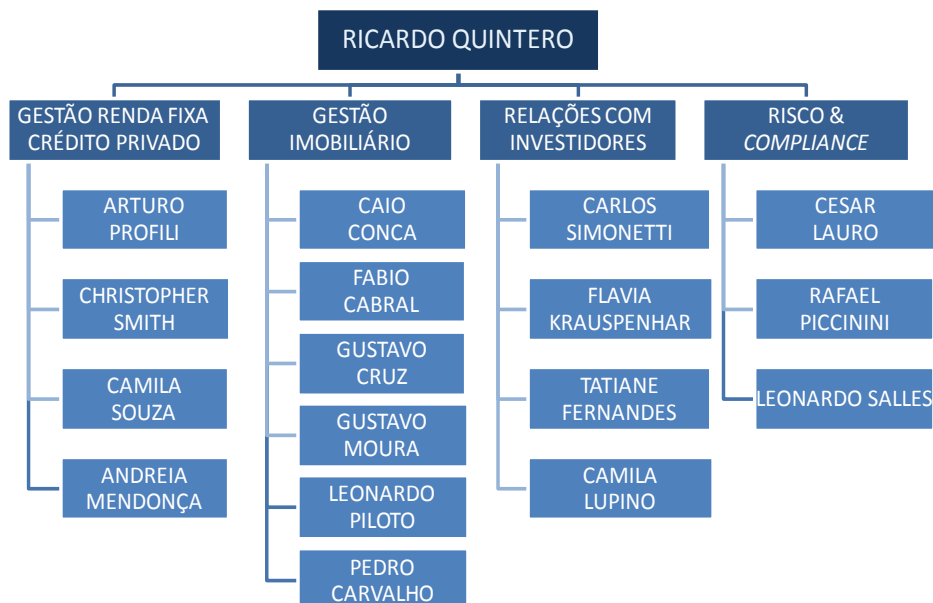 RICARDO QUINTERO
GESTÃO RENDA FIXA
CRÉDITO PRIVADO
ARTURO
PROFILI
CHRISTOPHER
SMITH
CAMILA
SOUZA
ANDREIA
MENDONÇA
GESTÃO
IMOBILIÁRIO
CAIO
CONCA
FABIO
CABRAL
GUSTAVO
CRUZ
GUSTAVO
MOURA
LEONARDO
PILOTO
PEDRO
CARVALHO
RELAÇÕES COM
INVESTIDORES
CARLOS
SIMONETTI
FLAVIA
KRAUSPENHAR
TATIANE
FERNANDES
CAMILA
LUPINO
RISCO &
COMPLIANCE
CESAR
LAURO
RAFAEL
PICCININI
LEONARDO SALLES